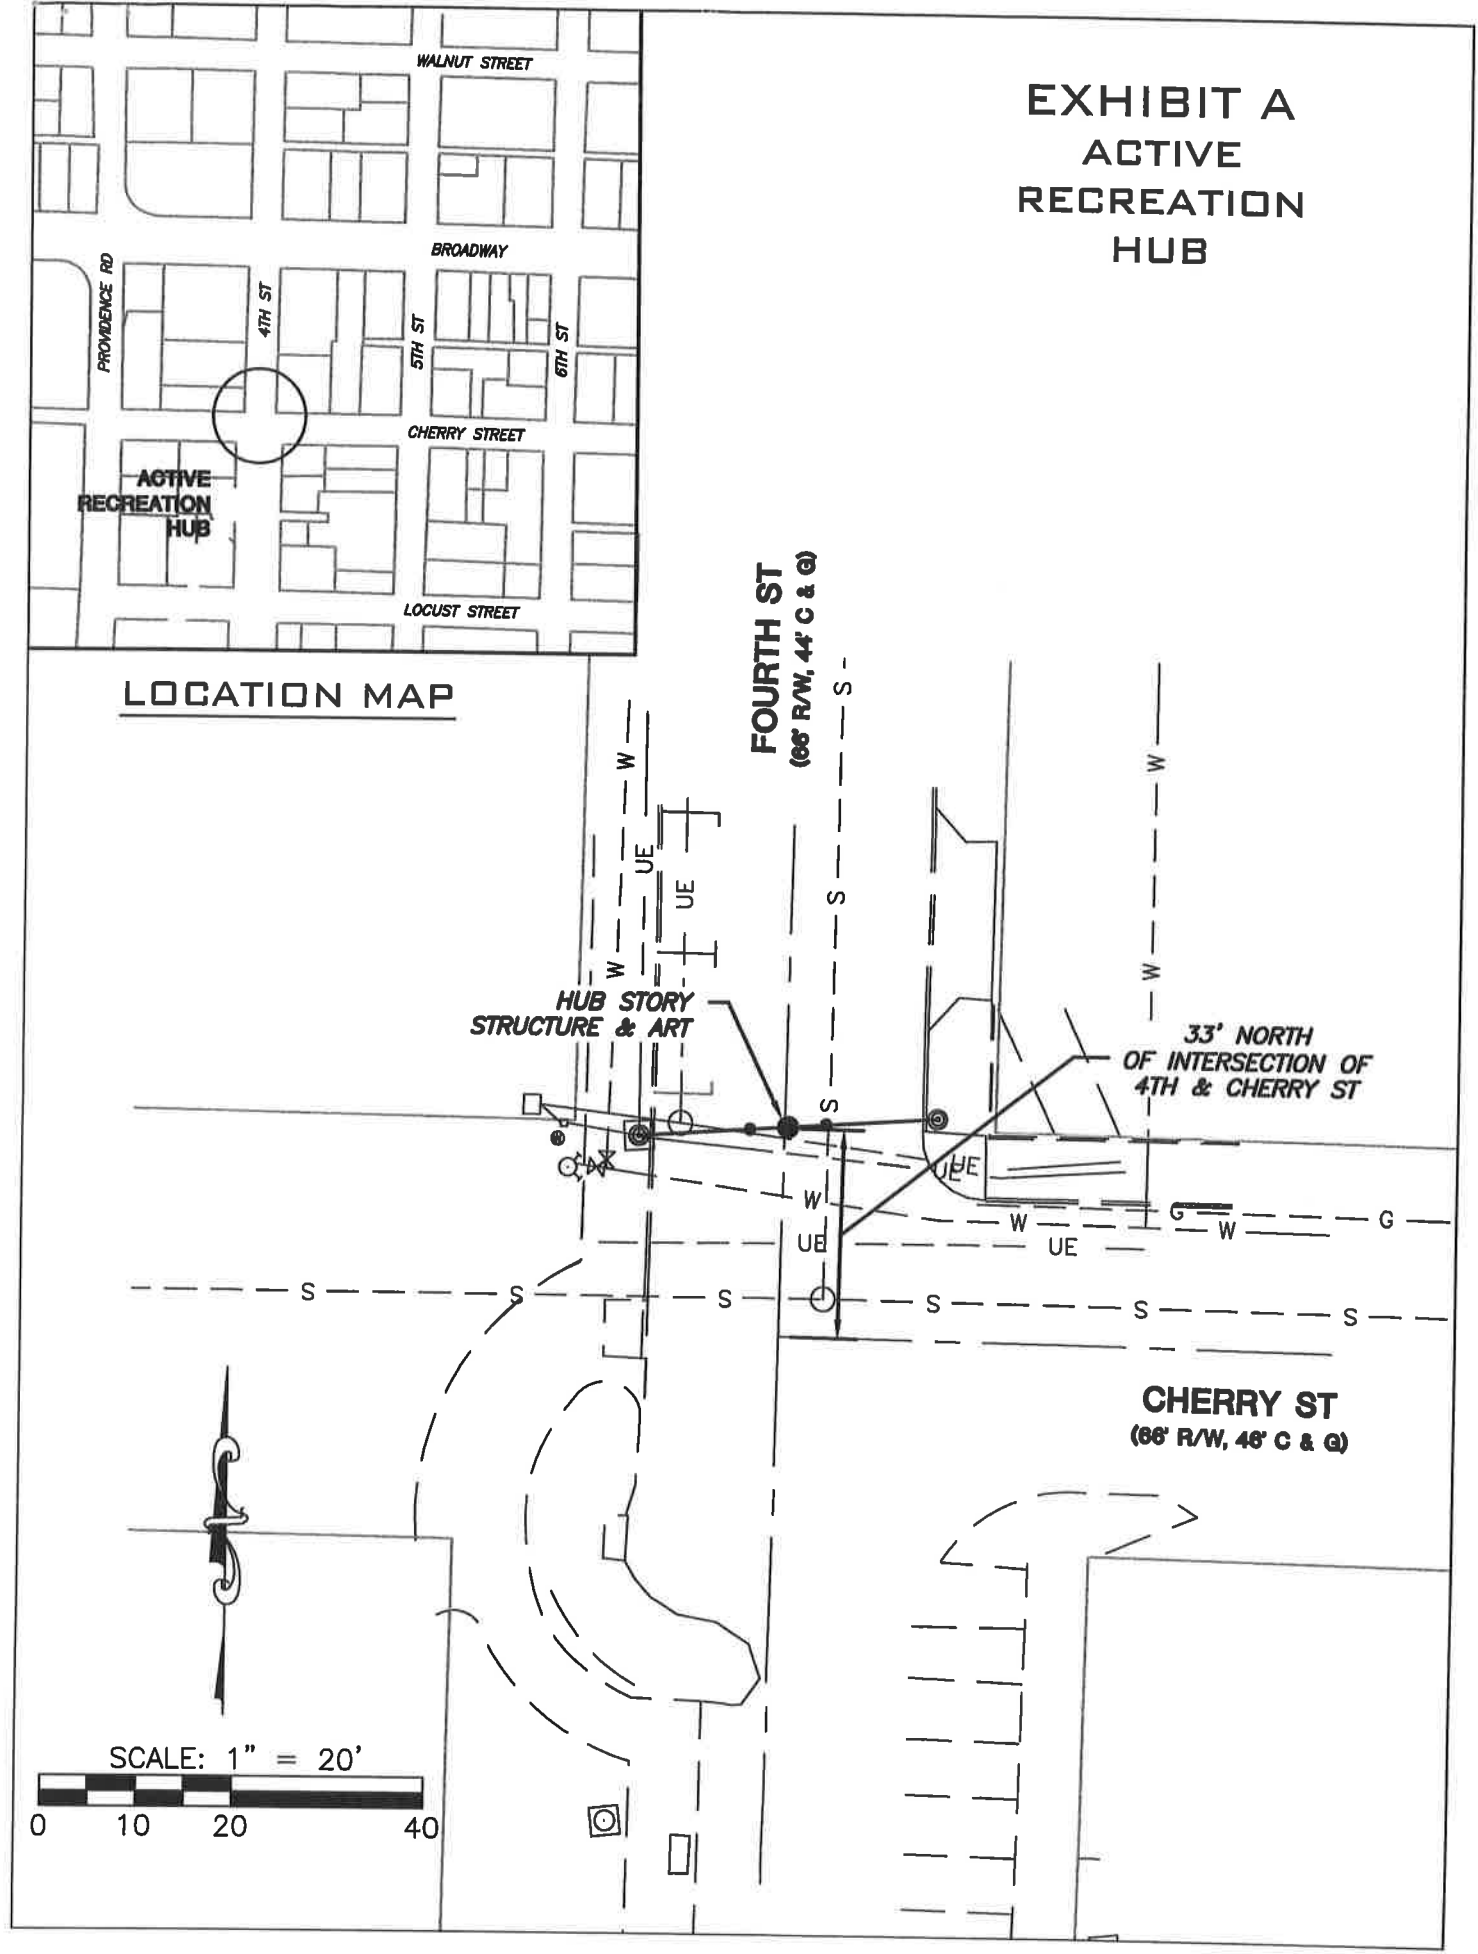 EXHIBIT A
ACTIVE
RECREATION
HUB
WALNUT STREET
BROADWAY
PROVIDENCE RD
4TH ST
5TH ST
6TH ST
CHERRY STREET
ACTIVE
RECREATION
HUB
LOCUST STREET
LOCATION MAP
FOURTH ST
(66' R/W, 44' C & G)
S
W
W
UE
UE
S
W
W
HUB STORY
STRUCTURE & ART
33' NORTH
OF INTERSECTION OF
4TH & CHERRY ST
S
W
UE
UE
W
W
G
W
G
UE
UE
S
S
S
S
S
S
CHERRY ST
(66' R/W, 46' C & G)
SCALE: 1" = 20'
0 10 20 40